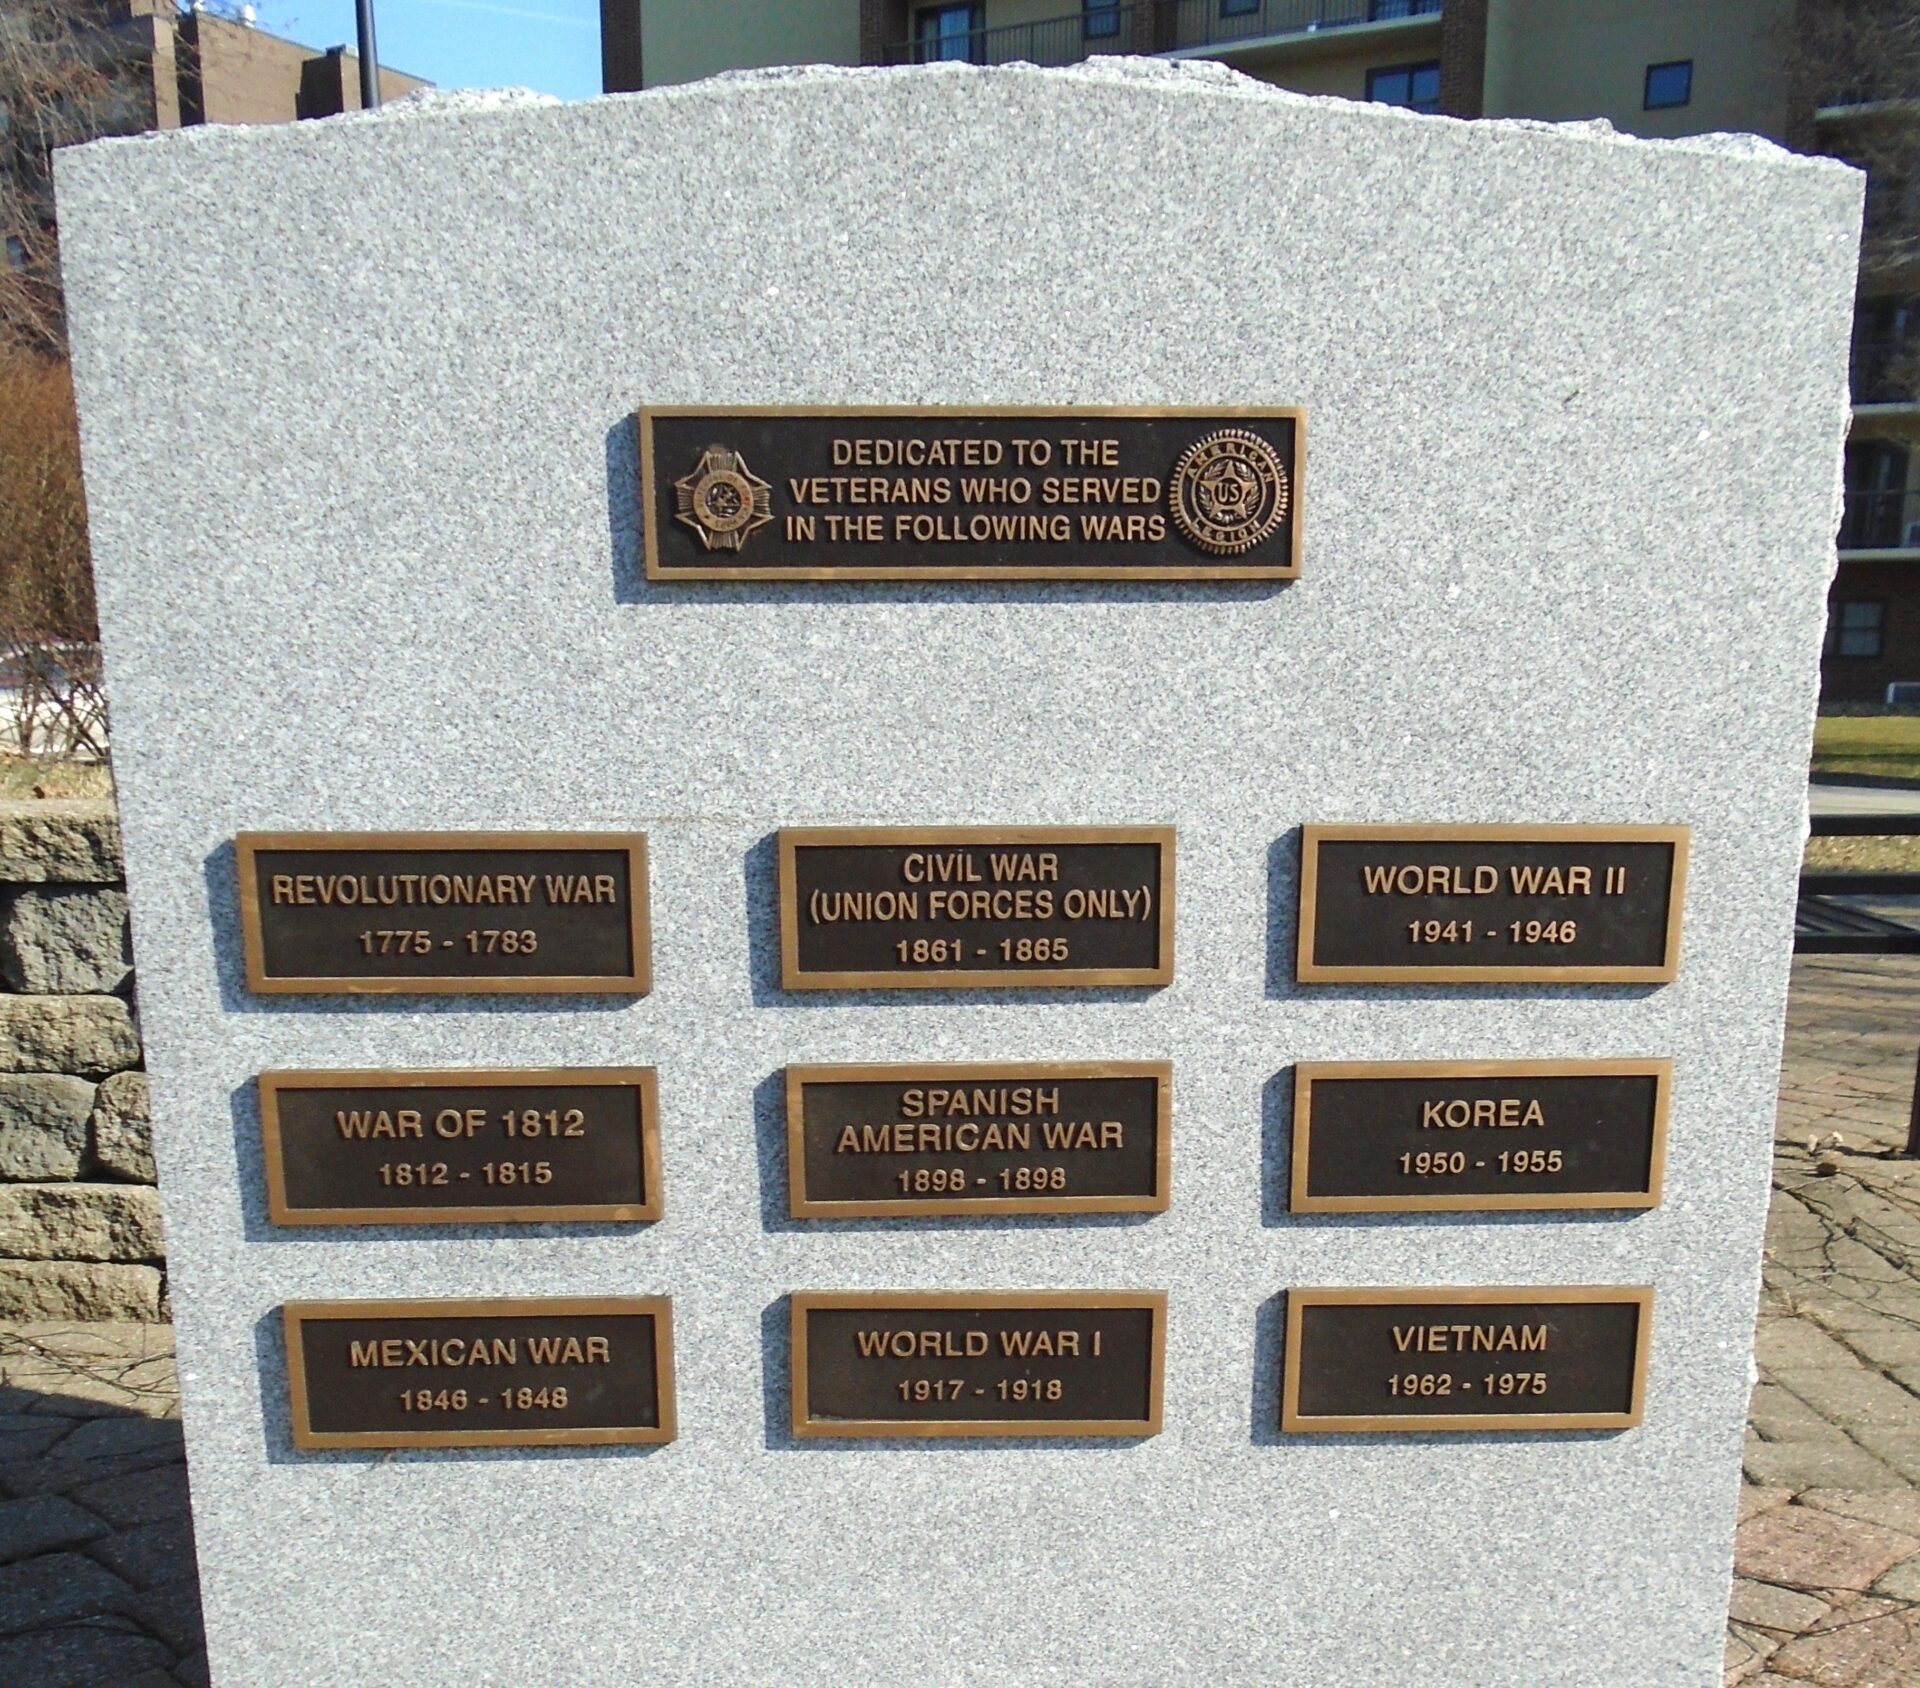 DEDICATED TO THE
VETERANS WHO SERVED
IN THE FOLLOWING WARS
AMERICAN
US
LEGION
REVOLUTIONARY WAR
1775 - 1783
WAR OF 1812
1812 - 1815
MEXICAN WAR
1846 - 1848
CIVIL WAR
(UNION FORCES ONLY)
1861 - 1865
SPANISH
AMERICAN WAR
1898 - 1898
WORLD WAR I
1917 - 1918
WORLD WAR II
1941 - 1946
KOREA
1950 - 1955
VIETNAM
1962 - 1975